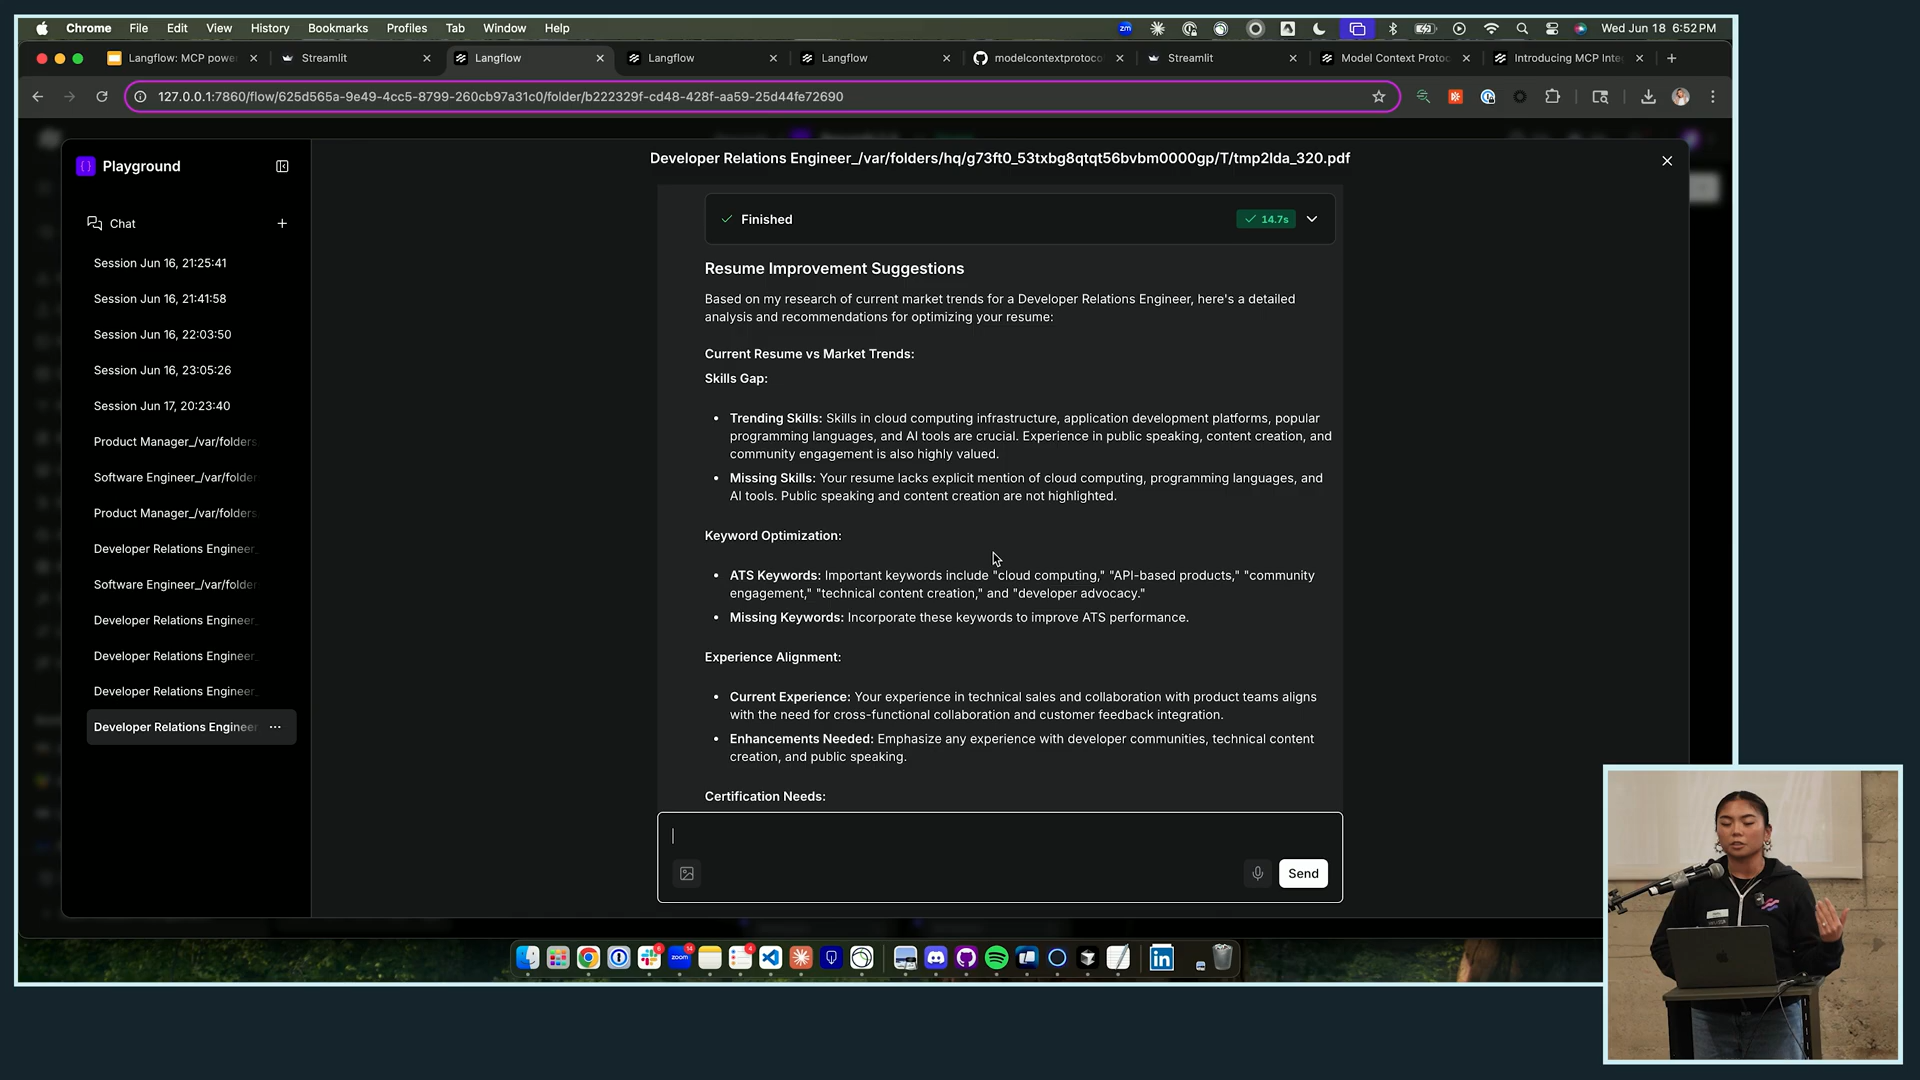 Chrome File Edit View History Bookmarks Profiles Tab Window Help
zm Wed Jun 18 6:52 PM
Langflow: MCP powe
Streamlit
Langflow
Langflow
Langflow
modelcontextprotoco
Streamlit
Model Context Protoc
Introducing MCP Inte
127.0.0.1:7860/flow/625d565a-9e49-4cc5-8799-260cb97a31c0/folder/b222329f-cd48-428f-aa59-25d44fe72690
Playground
Chat
Session Jun 16, 21:25:41
Session Jun 16, 21:41:58
Session Jun 16, 22:03:50
Session Jun 16, 23:05:26
Session Jun 17, 20:23:40
Product Manager_/var/folders
Software Engineer_/var/folder
Product Manager_/var/folders
Developer Relations Engineer_
Software Engineer_/var/folder
Developer Relations Engineer_
Developer Relations Engineer_
Developer Relations Engineer_
Developer Relations Engineer
Developer Relations Engineer_/var/folders/hq/g73ft0_53txbg8qtqt56bvbm0000gp/T/tmp2lda_320.pdf
Finished 14.7s
Resume Improvement Suggestions
Based on my research of current market trends for a Developer Relations Engineer, here's a detailed
analysis and recommendations for optimizing your resume:
Current Resume vs Market Trends:
Skills Gap:
• Trending Skills: Skills in cloud computing infrastructure, application development platforms, popular
programming languages, and AI tools are crucial. Experience in public speaking, content creation, and
community engagement is also highly valued.
• Missing Skills: Your resume lacks explicit mention of cloud computing, programming languages, and
AI tools. Public speaking and content creation are not highlighted.
Keyword Optimization:
• ATS Keywords: Important keywords include "cloud computing," "API-based products," "community
engagement," "technical content creation," and "developer advocacy."
• Missing Keywords: Incorporate these keywords to improve ATS performance.
Experience Alignment:
• Current Experience: Your experience in technical sales and collaboration with product teams aligns
with the need for cross-functional collaboration and customer feedback integration.
• Enhancements Needed: Emphasize any experience with developer communities, technical content
creation, and public speaking.
Certification Needs:
Send
zoom
in